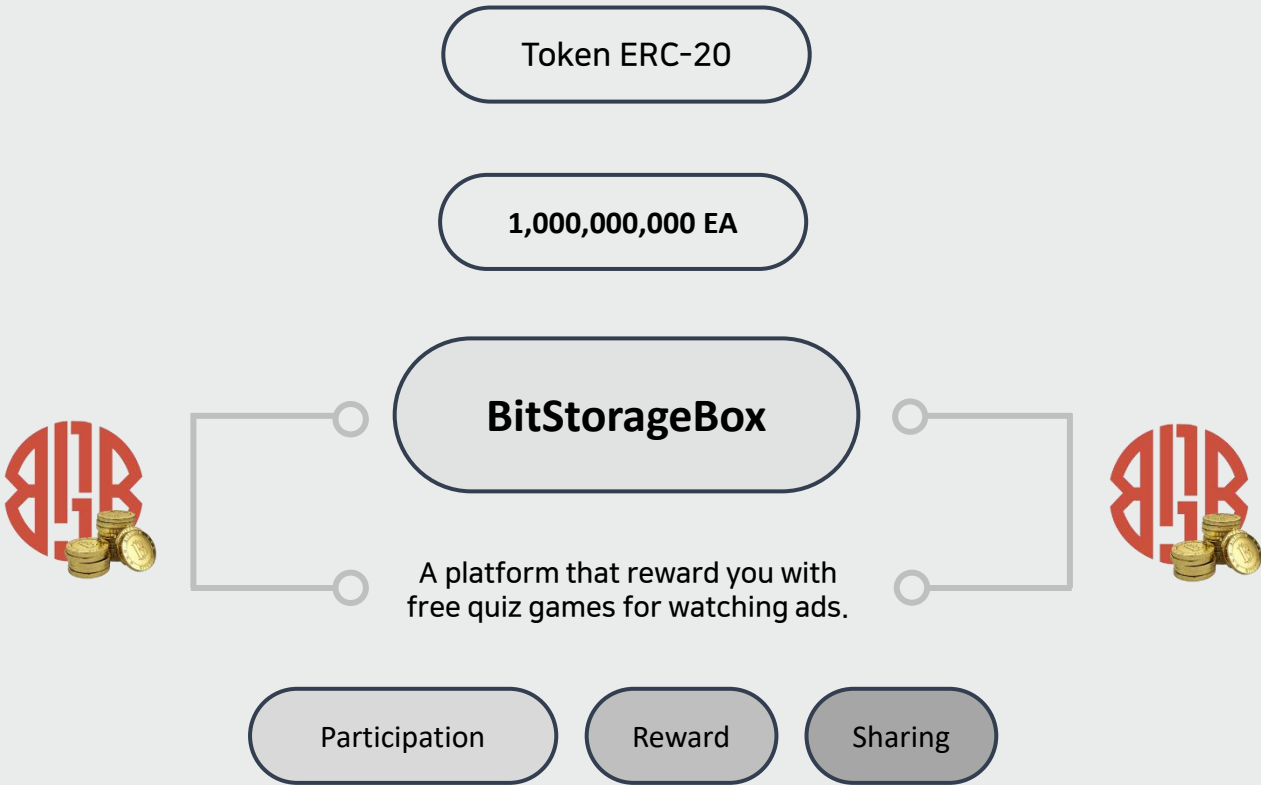 Token ERC-20
1,000,000,000 EA
BitStorageBox
A platform that reward you with
free quiz games for watching ads.
Participation
Reward
Sharing